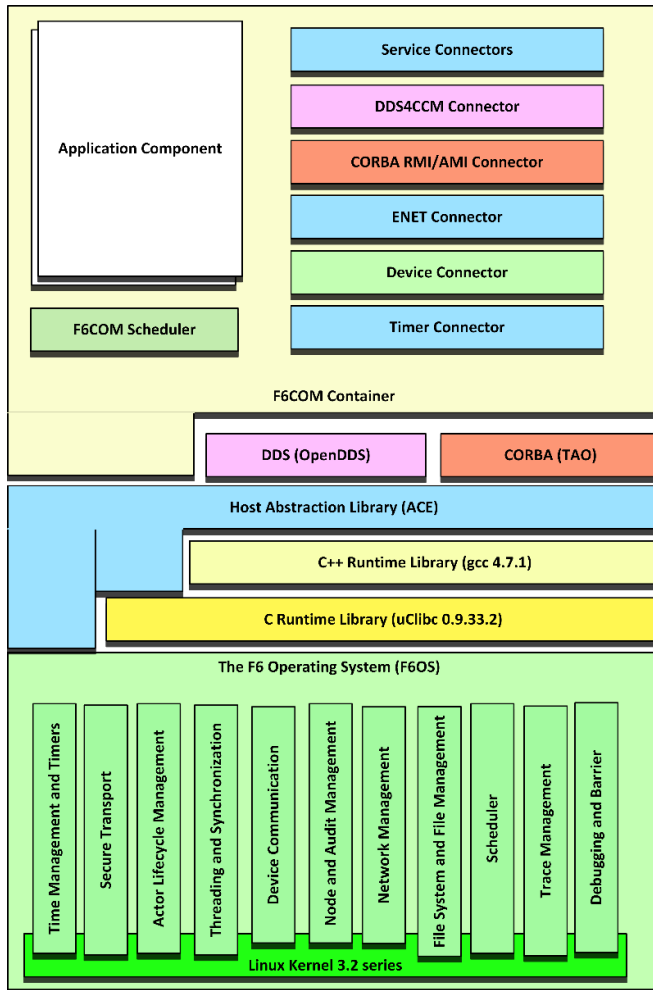 Application Component
Service Connectors
DDS4CCM Connector
CORBA RMI/AMI Connector
ENET Connector
Device Connector
F6COM Scheduler
Timer Connector
F6COM Container
DDS (OpenDDS)
CORBA (TAO)
Host Abstraction Library (ACE)
C++ Runtime Library (gcc 4.7.1)
C Runtime Library (uClibc 0.9.33.2)
The F6 Operating System (F6OS)
Time Management and Timers
Secure Transport
Actor Lifecycle Management
Threading and Synchronization
Device Communication
Node and Audit Management
Network Management
File System and File Management
Scheduler
Trace Management
Debugging and Barrier
Linux Kernel 3.2 series